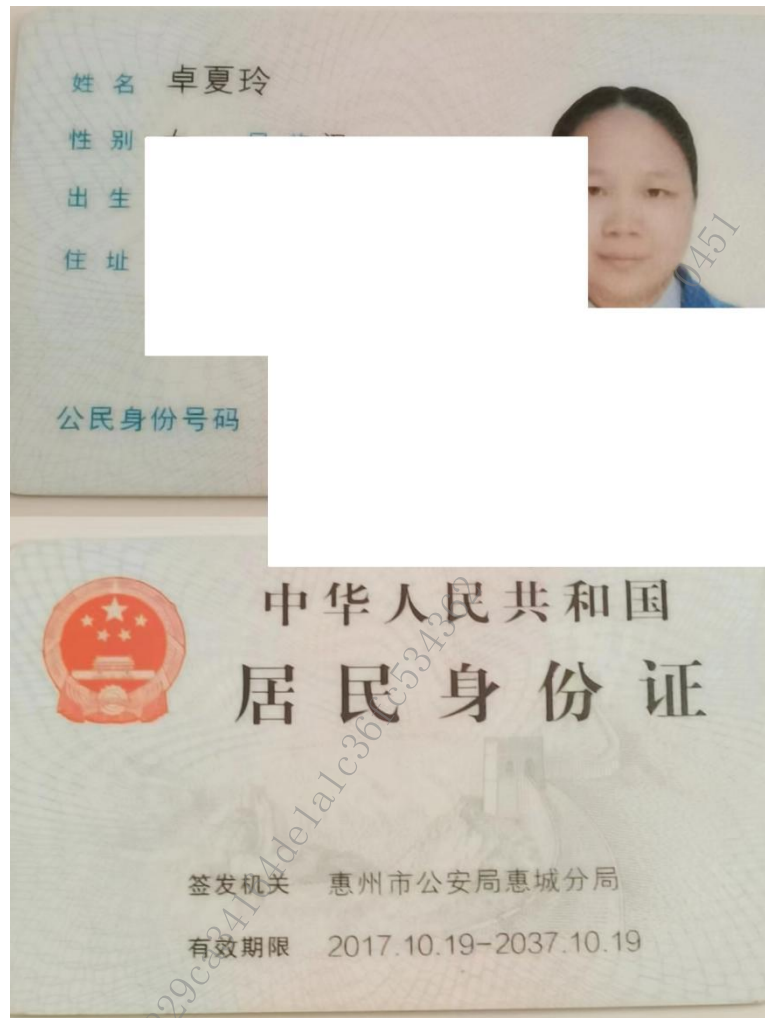 姓名 卓夏玲
性别
出生
住址
公民身份号码
中华人民共和国
居民身份证
签发机关 惠州市公安局惠城分局
有效期限 2017.10.19-2037.10.19